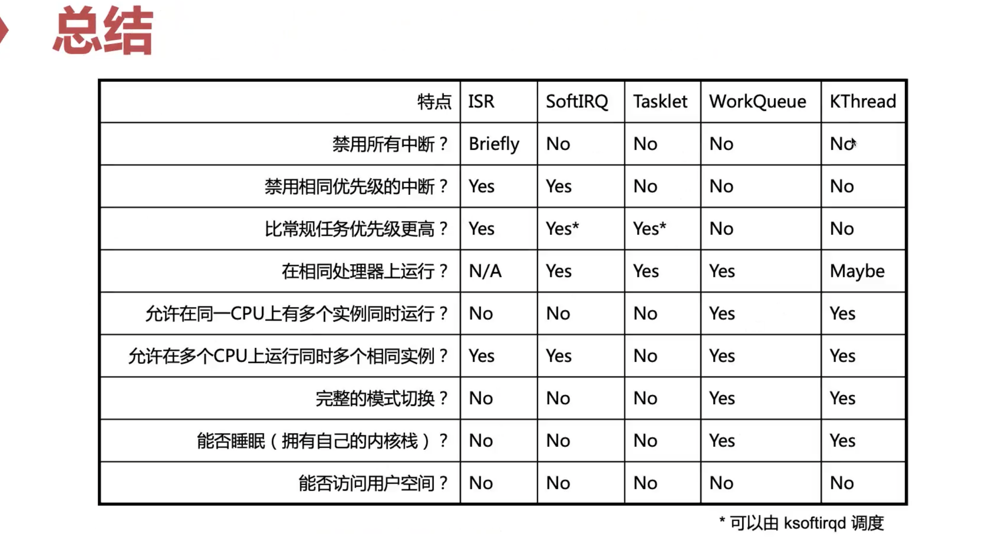 总结
特点 ISR SoftIRQ Tasklet WorkQueue KThread
禁用所有中断？ Briefly No No No No
禁用相同优先级的中断？ Yes Yes No No No
比常规任务优先级更高？ Yes Yes* Yes* No No
在相同处理器上运行？ N/A Yes Yes Yes Maybe
允许在同一CPU上有多个实例同时运行？ No No No Yes Yes
允许在多个CPU上运行同时多个相同实例？ Yes Yes No Yes Yes
完整的模式切换？ No No No Yes Yes
能否睡眠（拥有自己的内核栈）？ No No No Yes Yes
能否访问用户空间？ No No No No No
* 可以由 ksoftirqd 调度